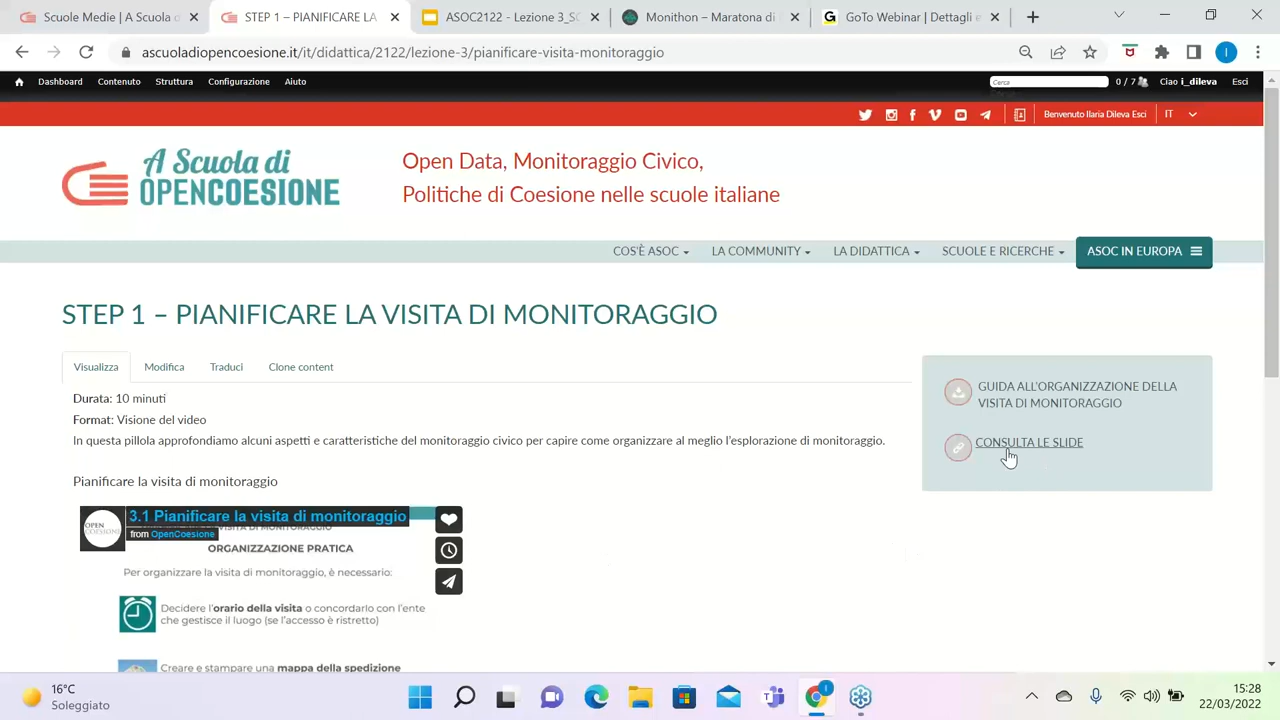 Scuole Medie | A Scuola d
STEP 1 – PIANIFICARE LA
ASOC2122 - Lezione 3_SC
Monithon – Maratona di
GoTo Webinar | Dettagli e
ascuoladiopencoesione.it/it/didattica/2122/lezione-3/pianificare-visita-monitoraggio
Dashboard Contenuto Struttura Configurazione Aiuto
Cerca 0 / 7 Ciao i_dileva Esci
Benvenuto Ilaria Dileva Esci IT
A Scuola di
OPENCOESIONE
Open Data, Monitoraggio Civico,
Politiche di Coesione nelle scuole italiane
COS'È ASOC LA COMMUNITY LA DIDATTICA SCUOLE E RICERCHE ASOC IN EUROPA
STEP 1 – PIANIFICARE LA VISITA DI MONITORAGGIO
Visualizza Modifica Traduci Clone content
Durata: 10 minuti
Format: Visione del video
In questa pillola approfondiamo alcuni aspetti e caratteristiche del monitoraggio civico per capire come organizzare al meglio l'esplorazione di monitoraggio.
GUIDA ALL'ORGANIZZAZIONE DELLA
VISITA DI MONITORAGGIO
CONSULTA LE SLIDE
Pianificare la visita di monitoraggio
OPEN
COESIONE
3.1 Pianificare la visita di monitoraggio
from OpenCoesione
ORGANIZZAZIONE PRATICA
Per organizzare la visita di monitoraggio, è necessario:
Decidere l'orario della visita o concordarlo con l'ente
che gestisce il luogo (se l'accesso è ristretto)
Creare e stampare una mappa della spedizione
16°C
Soleggiato
15:28
22/03/2022